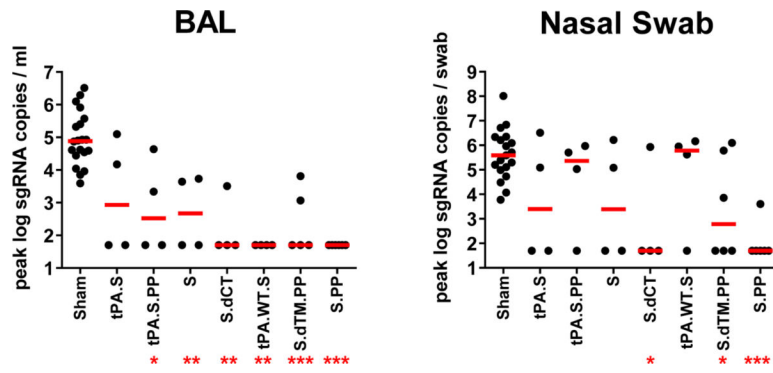 BAL
peak log sgRNA copies / ml
7
6
5
4
3
2
1
Sham
tPA.S
tPA.S.PP
S
S.dCT
tPA.WT.S
S.dTM.PP
S.PP
* ** ** ** *** ***
Nasal Swab
peak log sgRNA copies / swab
9
8
7
6
5
4
3
2
1
Sham
tPA.S
tPA.S.PP
S
S.dCT
tPA.WT.S
S.dTM.PP
S.PP
* * ***